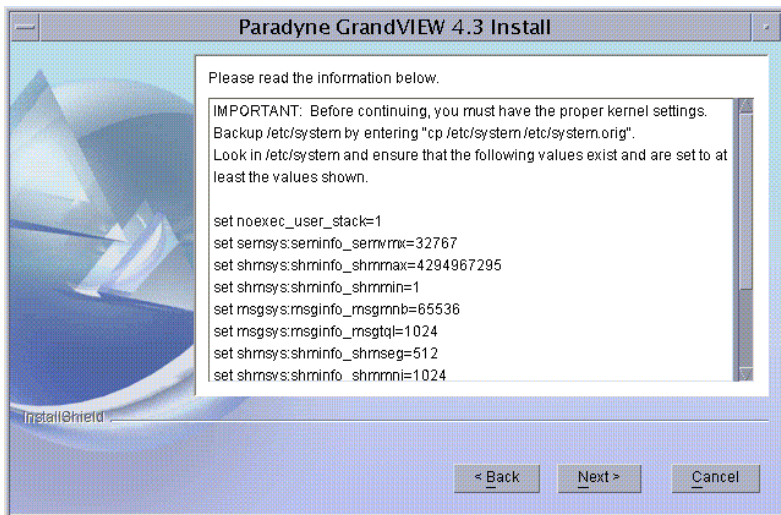 Paradyne GrandVIEW 4.3 Install
Please read the information below.
IMPORTANT: Before continuing, you must have the proper kernel settings.
Backup /etc/system by entering "cp /etc/system /etc/system.orig".
Look in /etc/system and ensure that the following values exist and are set to at
least the values shown.
set noexec_user_stack=1
set semsys:seminfo_semvmx=32767
set shmsys:shminfo_shmmax=4294967295
set shmsys:shminfo_shmmin=1
set msgsys:msginfo_msgmnb=65536
set msgsys:msginfo_msgtql=1024
set shmsys:shminfo_shmseg=512
set shmsys:shminfo_shmmni=1024
InstallShield
< Back
Next >
Cancel